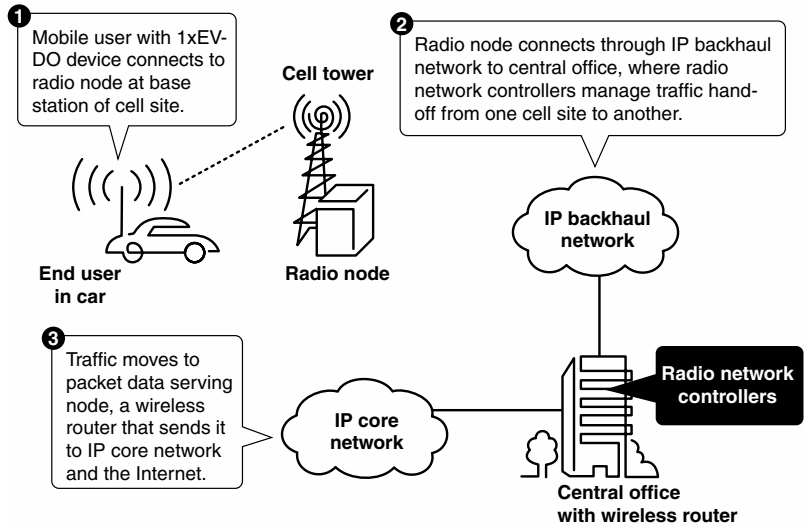 1
Mobile user with 1xEV-
DO device connects to
radio node at base
station of cell site.
Cell tower
2
Radio node connects through IP backhaul
network to central office, where radio
network controllers manage traffic hand-
off from one cell site to another.
End user
in car
Radio node
IP backhaul
network
3
Traffic moves to
packet data serving
node, a wireless
router that sends it
to IP core network
and the Internet.
IP core
network
Radio network
controllers
Central office
with wireless router